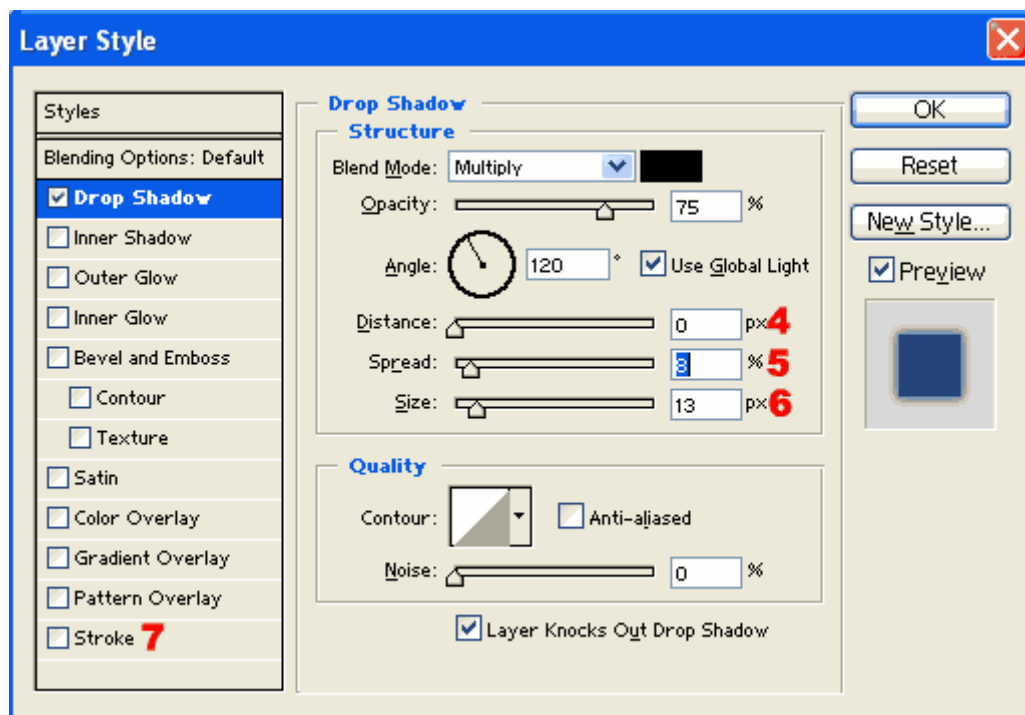 Layer Style
Styles
Blending Options: Default
Drop Shadow
Inner Shadow
Outer Glow
Inner Glow
Bevel and Emboss
Contour
Texture
Satin
Color Overlay
Gradient Overlay
Pattern Overlay
Stroke 7
Drop Shadow
Structure
Blend Mode: Multiply
Opacity: 75 %
Angle: 120 ° Use Global Light
Distance: 0 px 4
Spread: 8 % 5
Size: 13 px 6
Quality
Contour: Anti-aliased
Noise: 0 %
Layer Knocks Out Drop Shadow
OK
Reset
New Style...
Preview